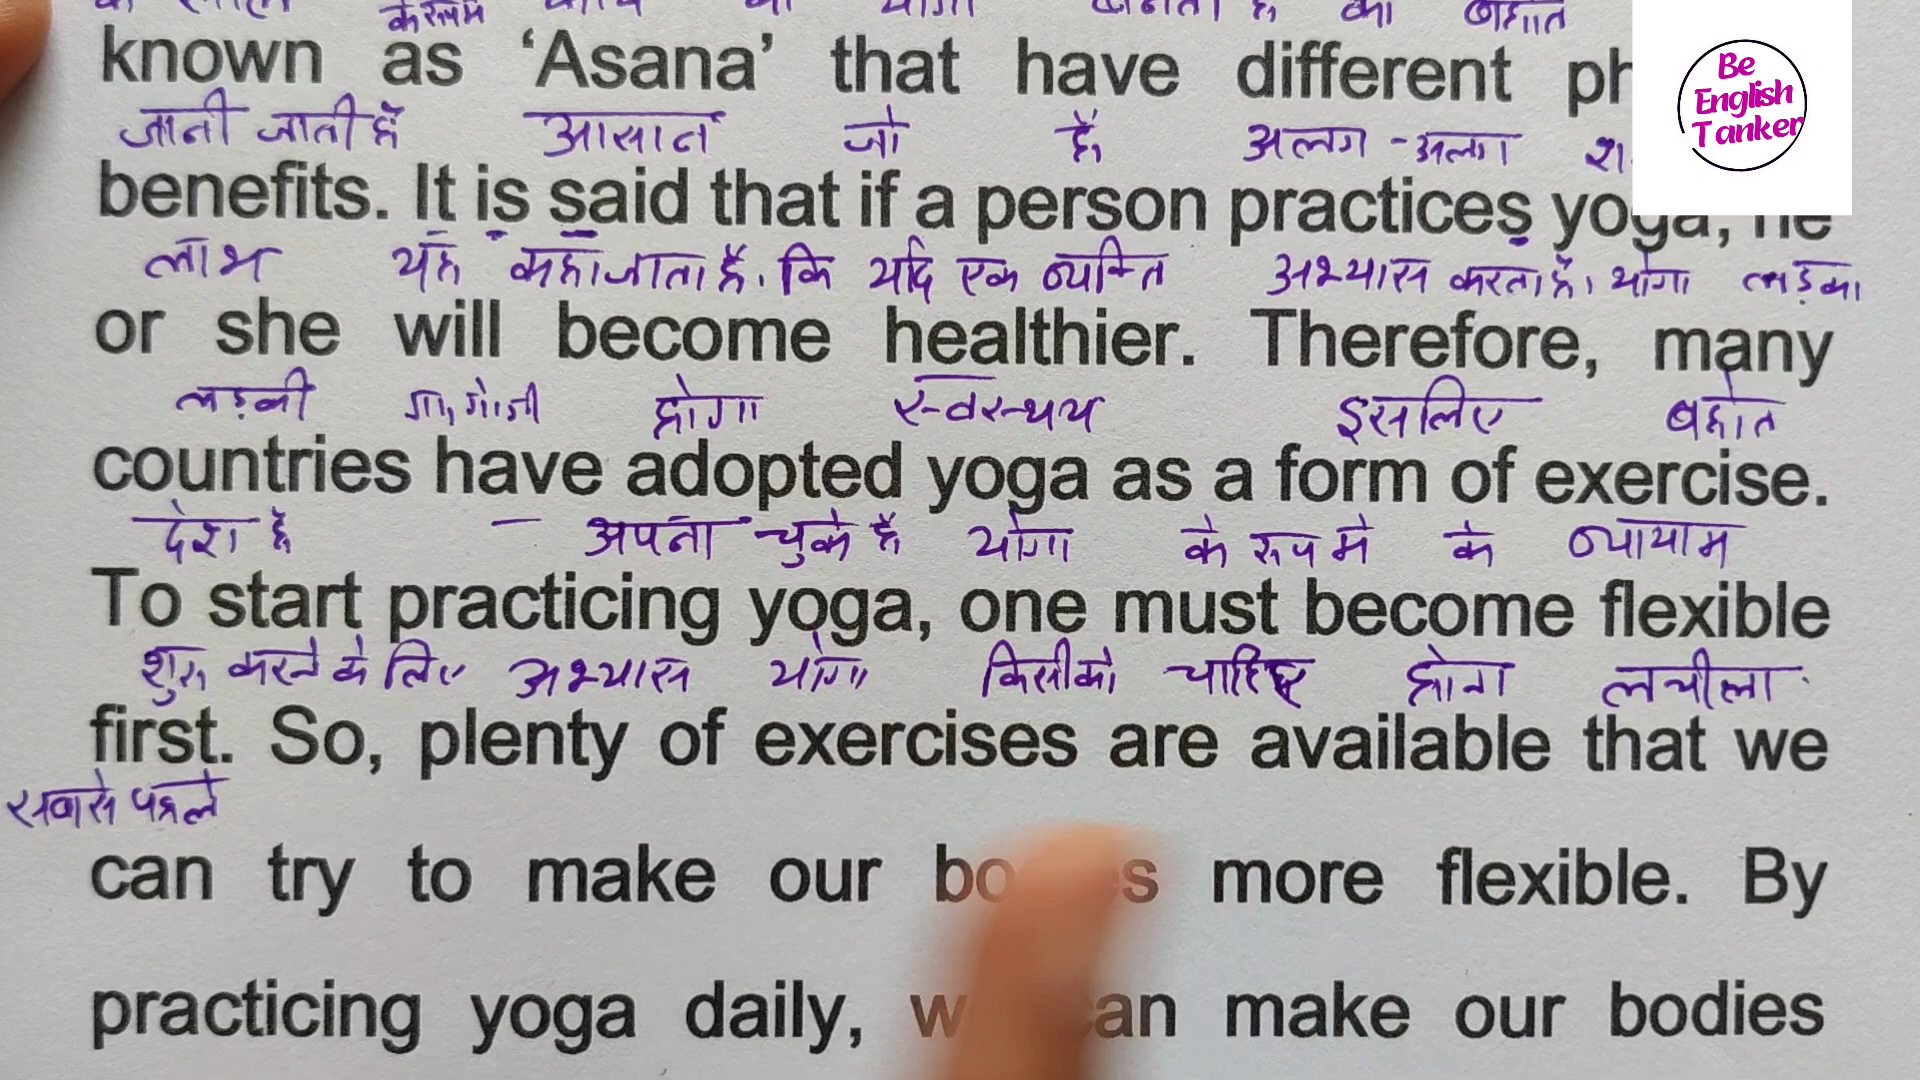 known as ‘Asana’ that have different
जानी जाती है आसान जो है अलग-अलग
benefits. It is said that if a person practices yoga, he
लाभ यह कहा जाता है। कि यदि एक व्यक्ति अभ्यास करता है। योगा लड़का
or she will become healthier. Therefore, many
लड़की होगा इसलिए बहोत
countries have adopted yoga as a form of exercise.
देश है - अपना चुके है योगा के रूप मे के व्यायाम
To start practicing yoga, one must become flexible
शुरू करने के लिए अभ्यास योगा किसीको चाहिए होना लचीला
first. So, plenty of exercises are available that we
सबसे पहले
can try to make our more flexible. By
practicing yoga daily, make our bodies
Be
English
Tanker